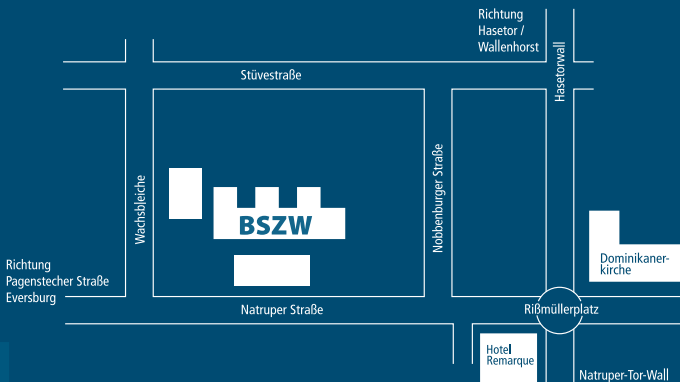 Richtung
Hasetor /
Wallenhorst
Hasetorwall
Stüvestraße
Wachsbleiche
Nobbenburger Straße
BSZW
Dominikaner-
kirche
Richtung
Pagenstecher Straße
Eversburg
Natruper Straße
Rißmüllerplatz
Hotel
Remarque
Natruper-Tor-Wall